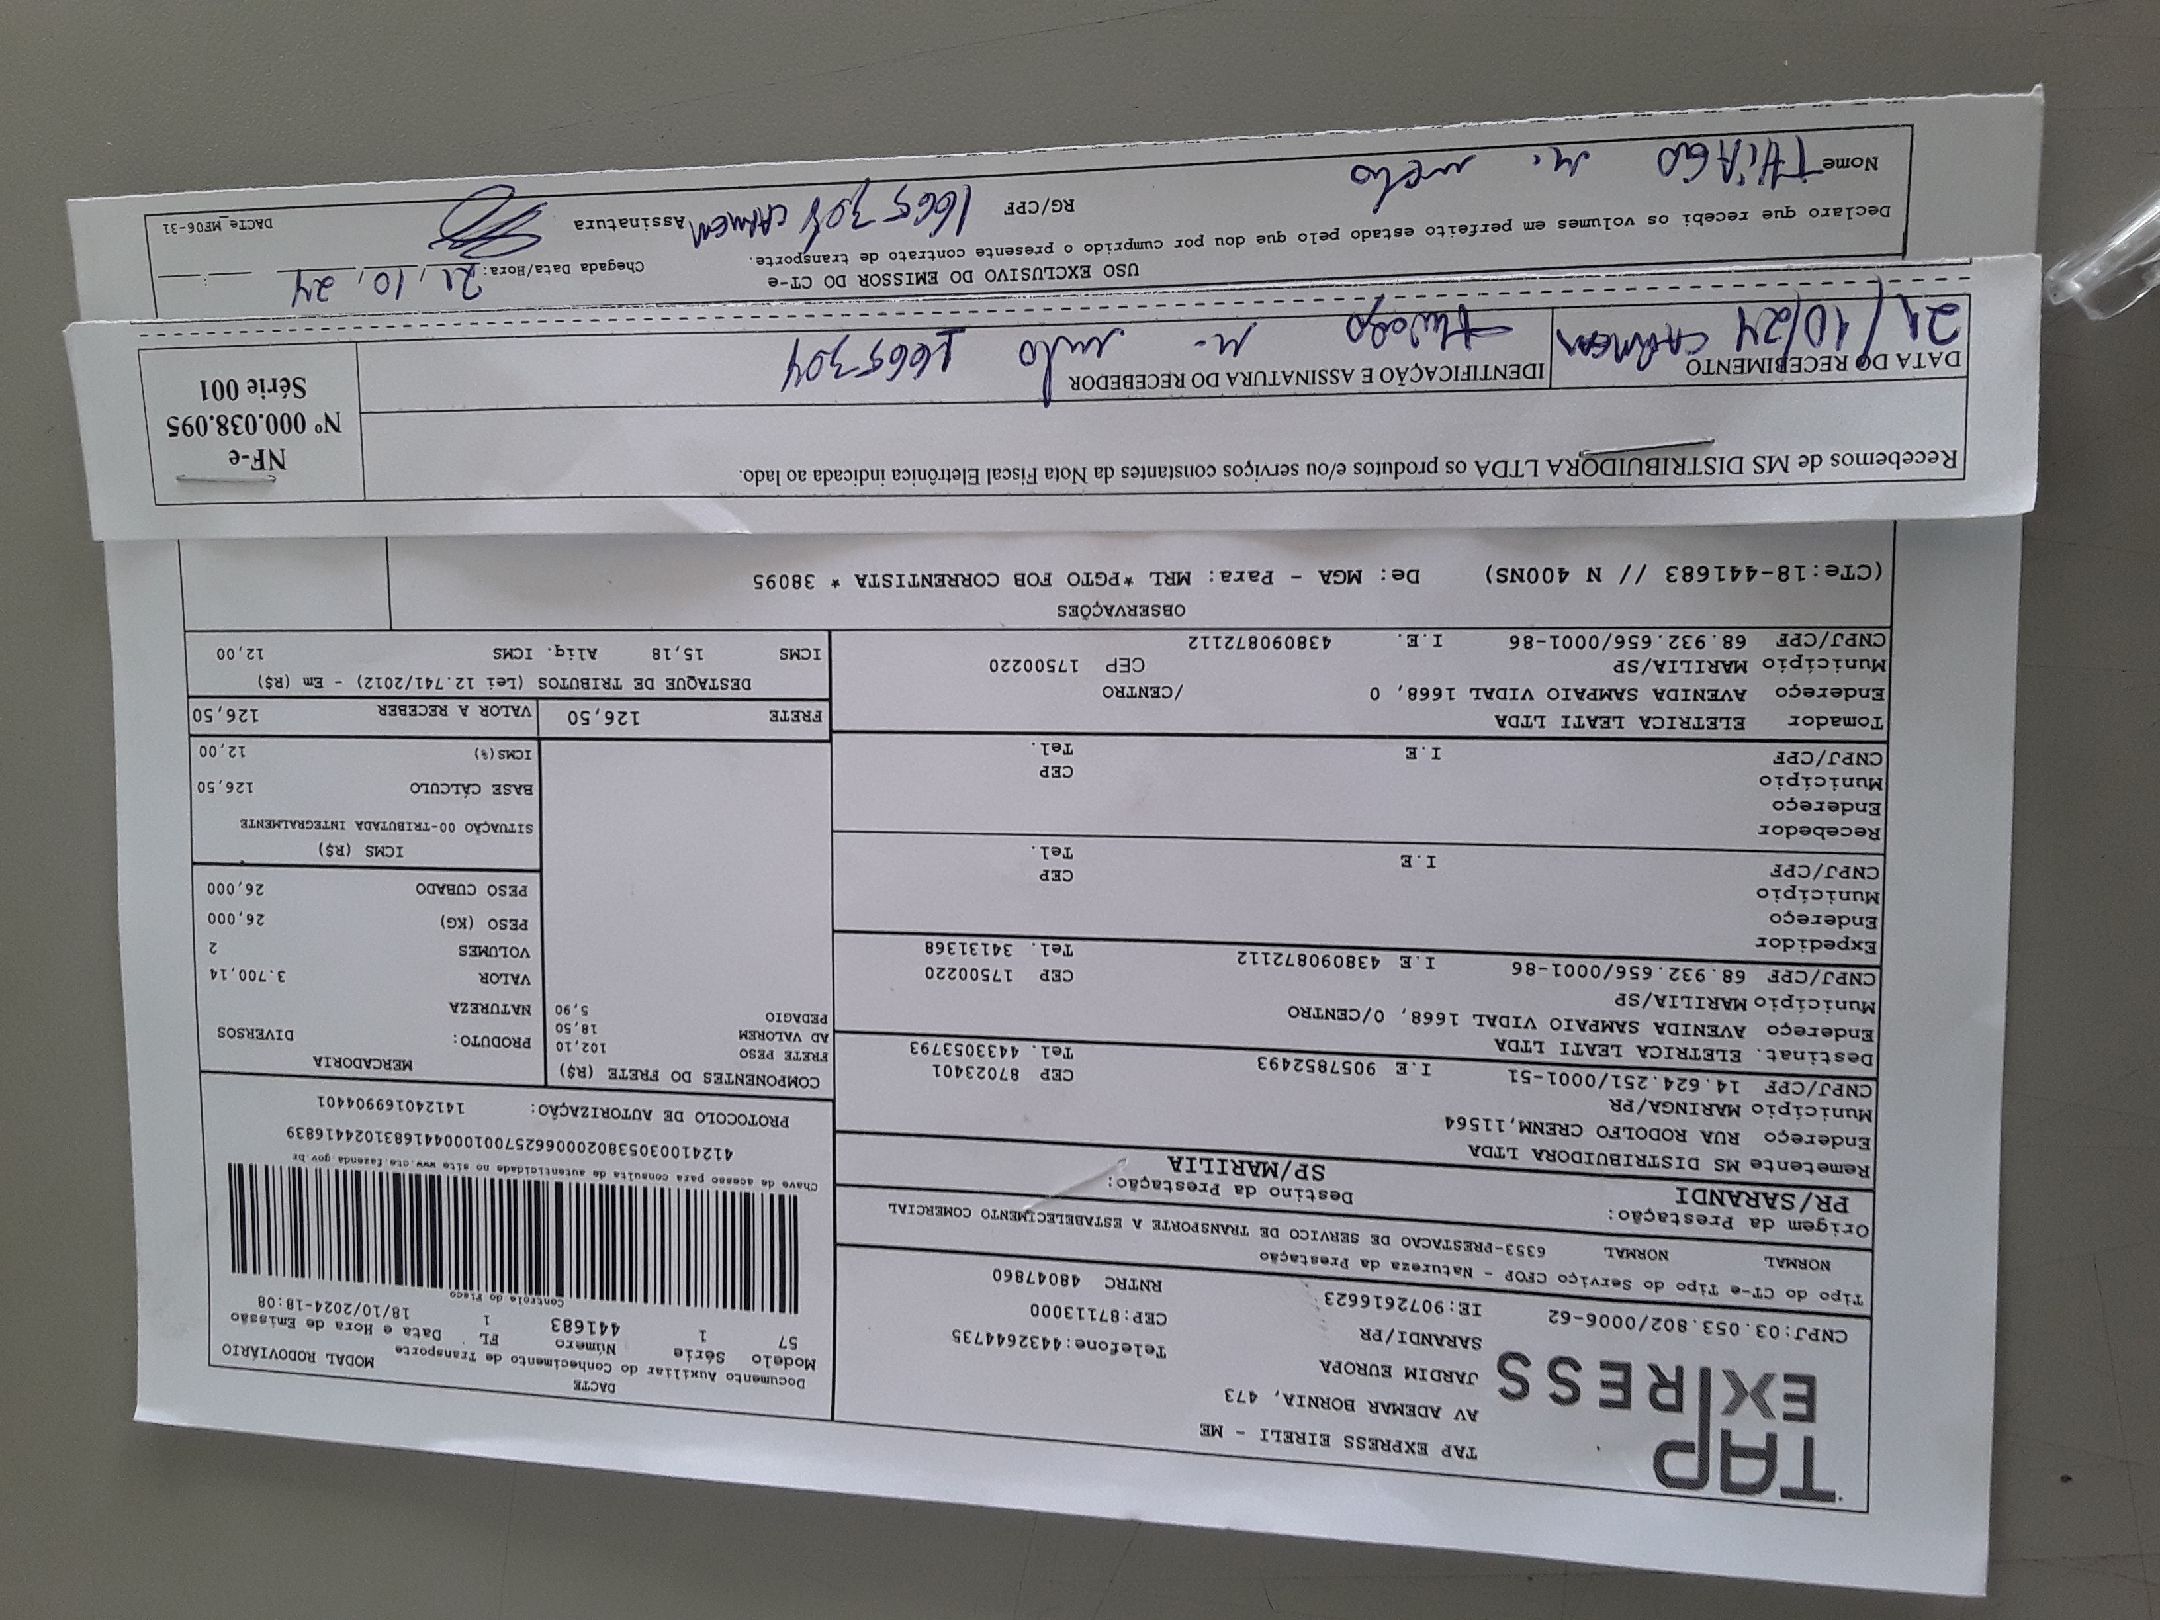 TAP
EXPRESS
TAP EXPRESS EIRELI - ME
AV ADEMAR BORNIA, 473
JARDIM EUROPA
SARANDI/PR
Telefone:4432644735
CEP:87113000
CNPJ:03.053.802/0006-62 IE:9072616623 RNTRC 48047860
DACTE
Documento Auxiliar do Conhecimento de Transporte MODAL RODOVIÁRIO
Modelo Série Número FL Data e Hora de Emissão
57 1 441683 1 18/10/2024-18:08
Controle do Fisco
Chave de acesso para consulta de autenticidade no site www.cte.fazenda.gov.br
41241003053802000662570010004416831024416839
PROTOCOLO DE AUTORIZAÇÃO: 141240169904401
Tipo do CT-e Tipo do Serviço CFOP - Natureza da Prestação
NORMAL NORMAL 6353-PRESTACAO DE SERVICO DE TRANSPORTE A ESTABELECIMENTO COMERCIAL
Origem da Prestação: Destino da Prestação:
PR/SARANDI SP/MARILIA
Remetente MS DISTRIBUIDORA LTDA
Endereço RUA RODOLFO CRENM,11564
Município MARINGA/PR CEP 87023401
CNPJ/CPF 14.624.251/0001-51 I.E 9057852493 Tel. 4433053793
Destinat. ELETRICA LEATI LTDA
Endereço AVENIDA SAMPAIO VIDAL 1668, 0/CENTRO
Município MARILIA/SP CEP 17500220
CNPJ/CPF 68.932.656/0001-86 I.E 438090872112 Tel. 34131368
Expedidor
Endereço
Município CEP
CNPJ/CPF I.E Tel.
Recebedor
Endereço
Município CEP
CNPJ/CPF I.E Tel.
Tomador ELETRICA LEATI LTDA
Endereço AVENIDA SAMPAIO VIDAL 1668, 0 /CENTRO
Município MARILIA/SP CEP 17500220
CNPJ/CPF 68.932.656/0001-86 I.E. 438090872112
COMPONENTES DO FRETE (R$)
FRETE PESO 102,10
AD VALOREM 18,50
PEDAGIO 5,90
MERCADORIA
PRODUTO: DIVERSOS
NATUREZA
VALOR 3.700,14
VOLUMES 2
PESO (KG) 26,000
PESO CUBADO 26,000
ICMS (R$)
SITUAÇÃO 00-TRIBUTADA INTEGRALMENTE
BASE CÁLCULO 126,50
ICMS(%) 12,00
FRETE 126,50 VALOR A RECEBER 126,50
DESTAQUE DE TRIBUTOS (Lei 12.741/2012) - Em (R$)
ICMS 15,18 Aliq. ICMS 12,00
OBSERVAÇÕES
(CTe:18-441683 // N 400NS) De: MGA - Para: MRL *PGTO FOB CORRENTISTA * 38095
Recebemos de MS DISTRIBUIDORA LTDA os produtos e/ou serviços constantes da Nota Fiscal Eletrônica indicada ao lado.
NF-e
Nº 000.038.095
Série 001
DATA DO RECEBIMENTO IDENTIFICAÇÃO E ASSINATURA DO RECEBEDOR
21/10/24 CARMEM Thiago M. Melo 1665304
USO EXCLUSIVO DO EMISSOR DO CT-e Chegada Data/Hora: 21,10,24
Declaro que recebi os volumes em perfeito estado pelo que dou por cumprido o presente contrato de transporte.
Nome THiAGO M. Melo RG/CPF 1665304 CARMEM Assinatura DACTe_MF06-31